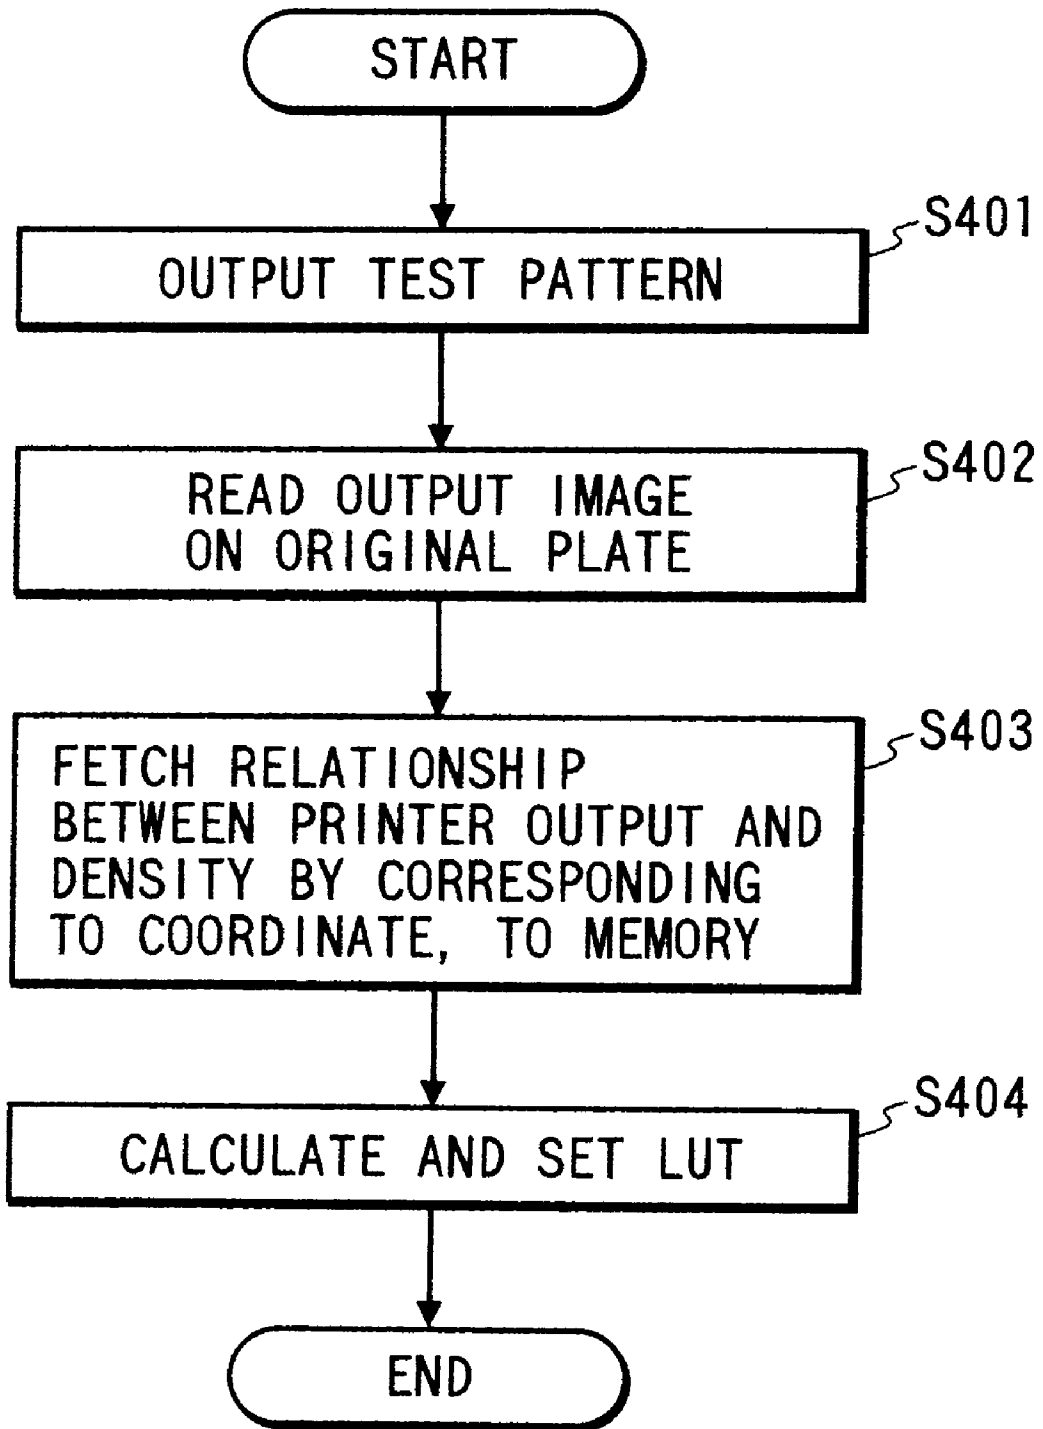 START
S401
OUTPUT TEST PATTERN
S402
READ OUTPUT IMAGE
ON ORIGINAL PLATE
S403
FETCH RELATIONSHIP
BETWEEN PRINTER OUTPUT AND
DENSITY BY CORRESPONDING
TO COORDINATE, TO MEMORY
S404
CALCULATE AND SET LUT
END